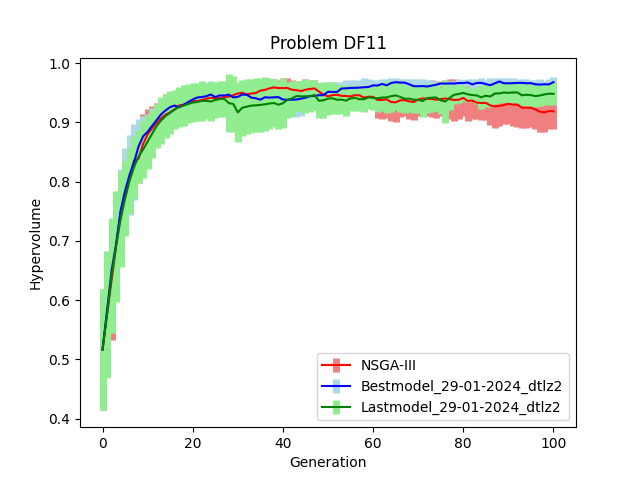 Problem DF11
1.0
0.9
0.8
0.7
0.6
0.5
0.4
Hypervolume
0 20 40 60 80 100
Generation
NSGA-III
Bestmodel_29-01-2024_dtlz2
Lastmodel_29-01-2024_dtlz2